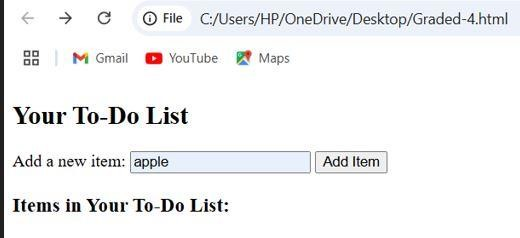 File C:/Users/HP/OneDrive/Desktop/Graded-4.html
Gmail YouTube Maps
Your To-Do List
Add a new item: apple Add Item
Items in Your To-Do List: